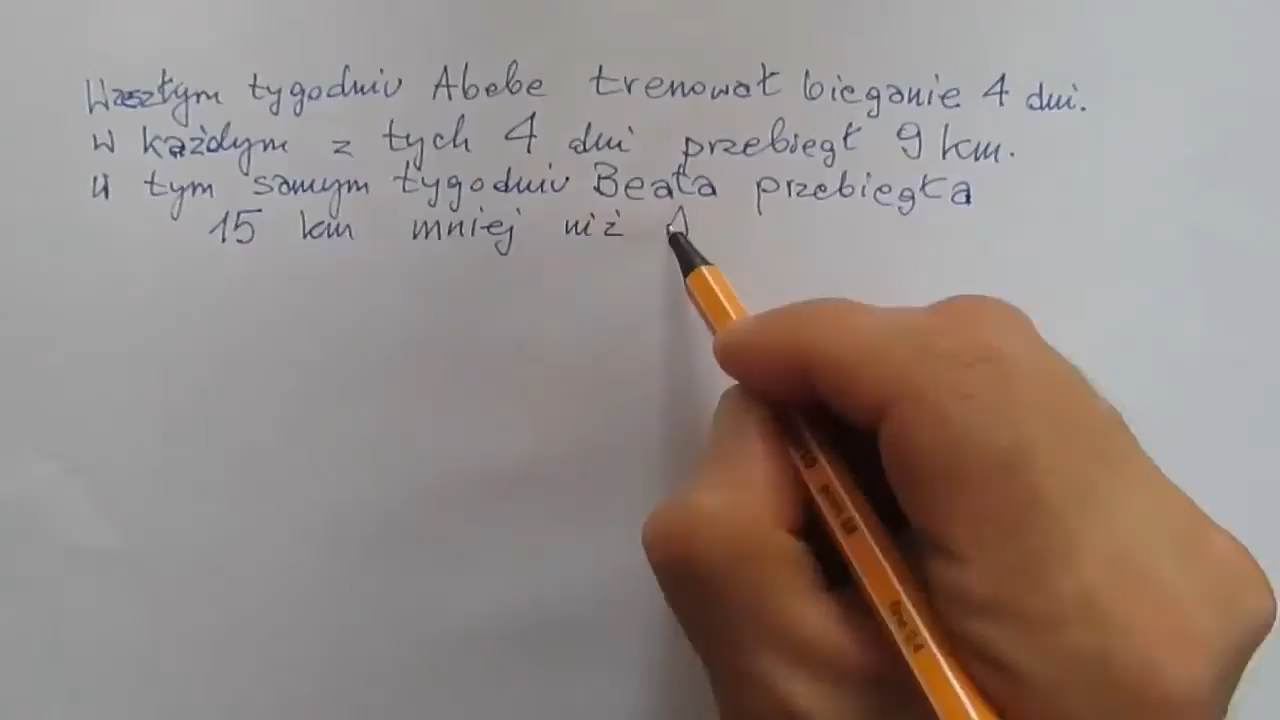 W zeszłym tygodniu Abebe trenował bieganie 4 dni.
W każdym z tych 4 dni przebiegł 9 km.
W tym samym tygodniu Beata przebiegła
15 km mniej niż A